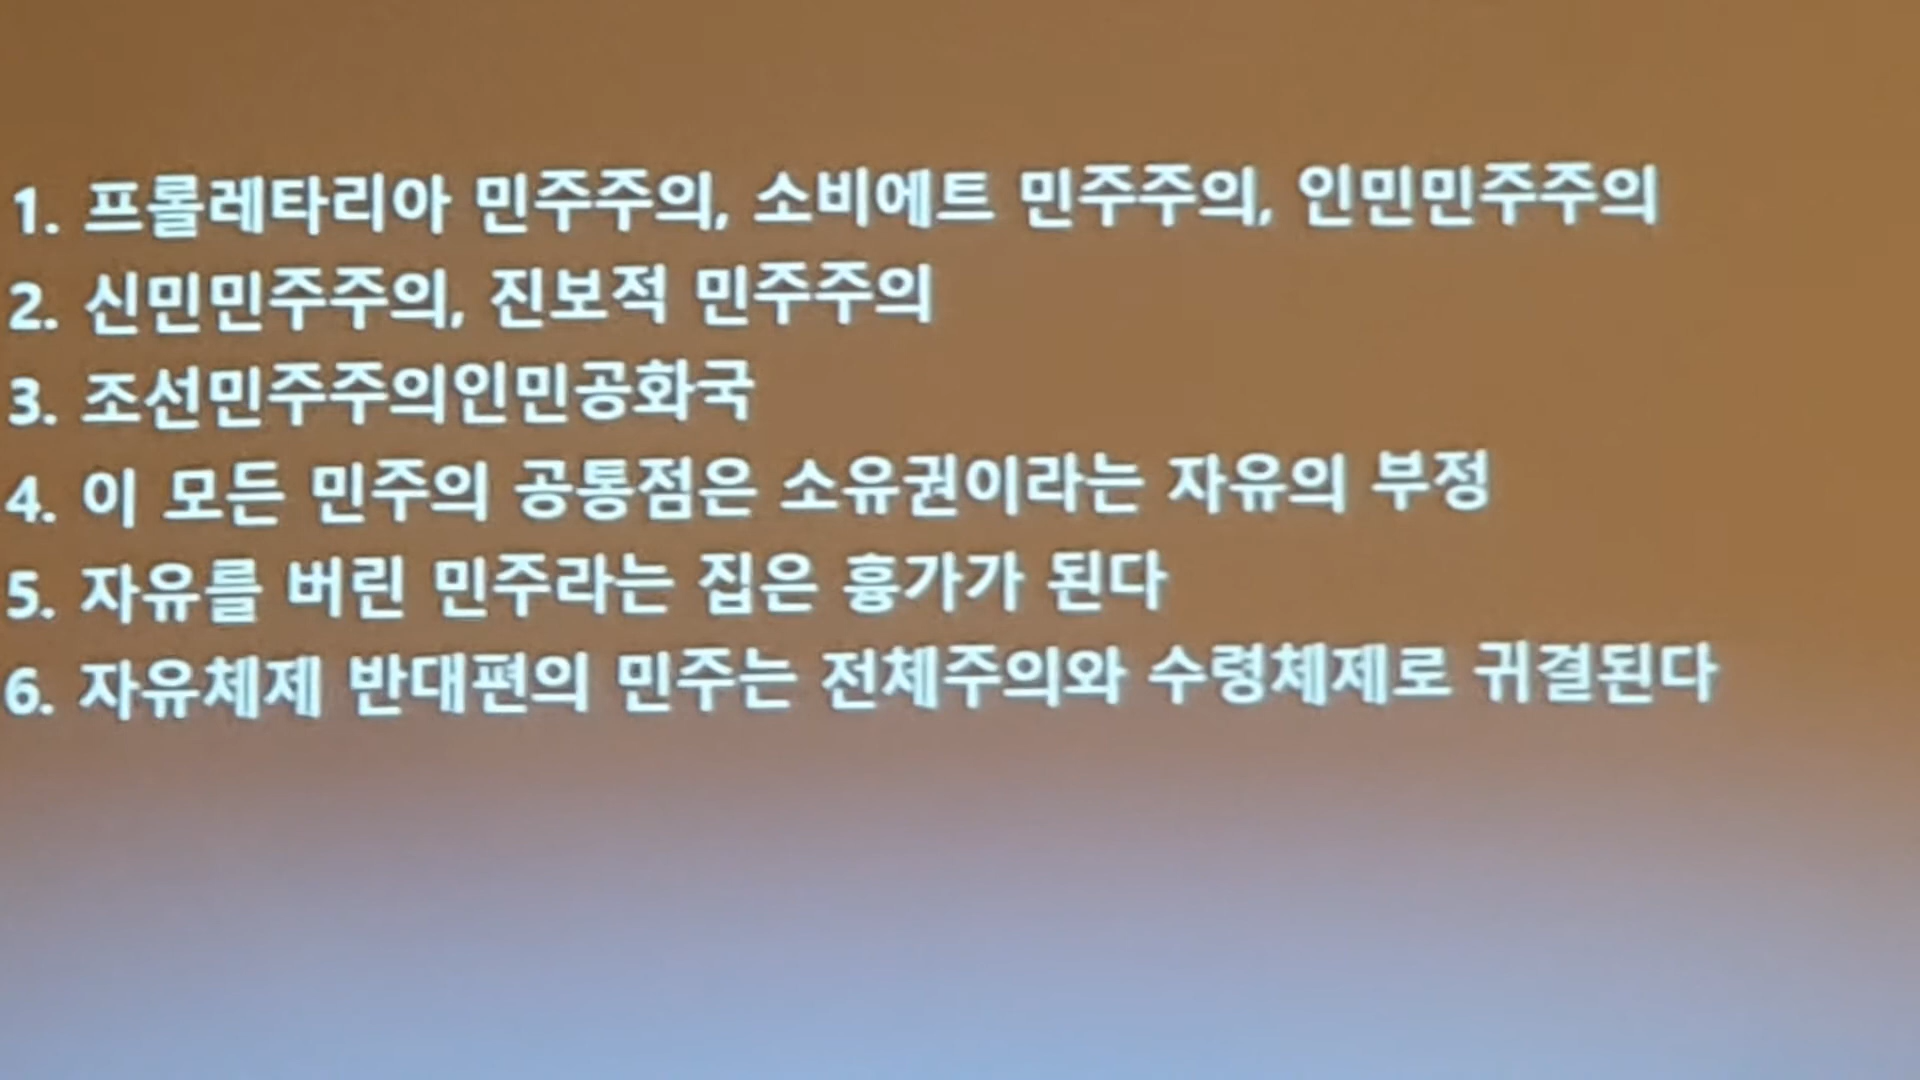 1. 프롤레타리아 민주주의, 소비에트 민주주의, 인민민주주의
2. 신민민주주의, 진보적 민주주의
3. 조선민주주의인민공화국
4. 이 모든 민주의 공통점은 소유권이라는 자유의 부정
5. 자유를 버린 민주라는 집은 흉가가 된다
6. 자유체제 반대편의 민주는 전체주의와 수령체제로 귀결된다